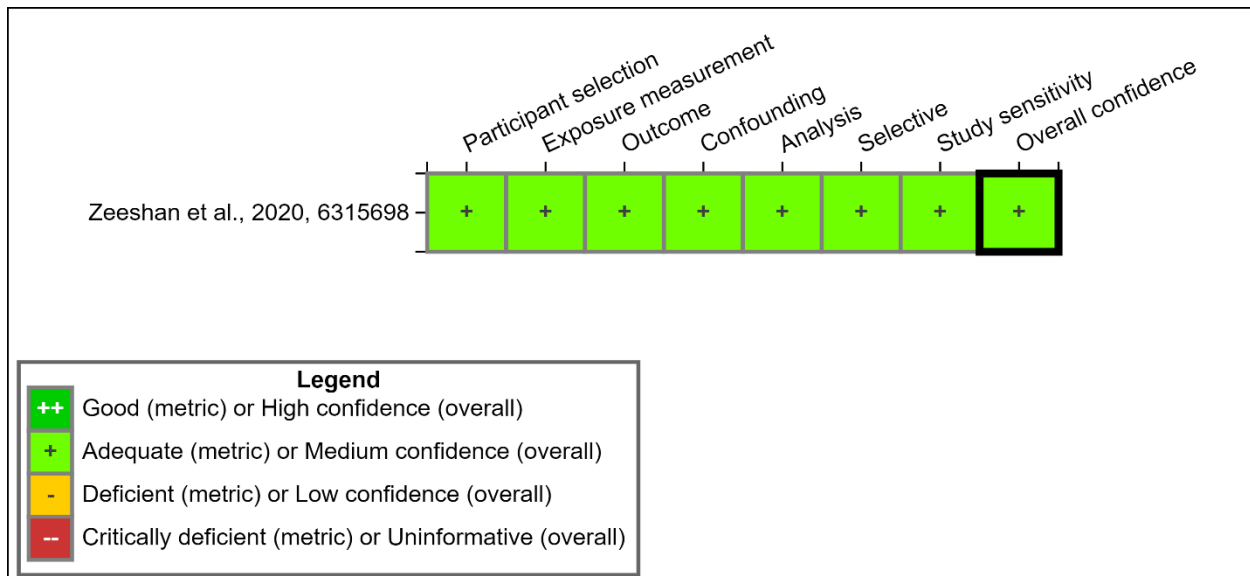 Participant selection
Exposure measurement
Outcome
Confounding
Analysis
Selective
Study sensitivity
Overall confidence
Zeeshan et al., 2020, 6315698 + + + + + + + +
Legend
++ Good (metric) or High confidence (overall)
+ Adequate (metric) or Medium confidence (overall)
- Deficient (metric) or Low confidence (overall)
-- Critically deficient (metric) or Uninformative (overall)